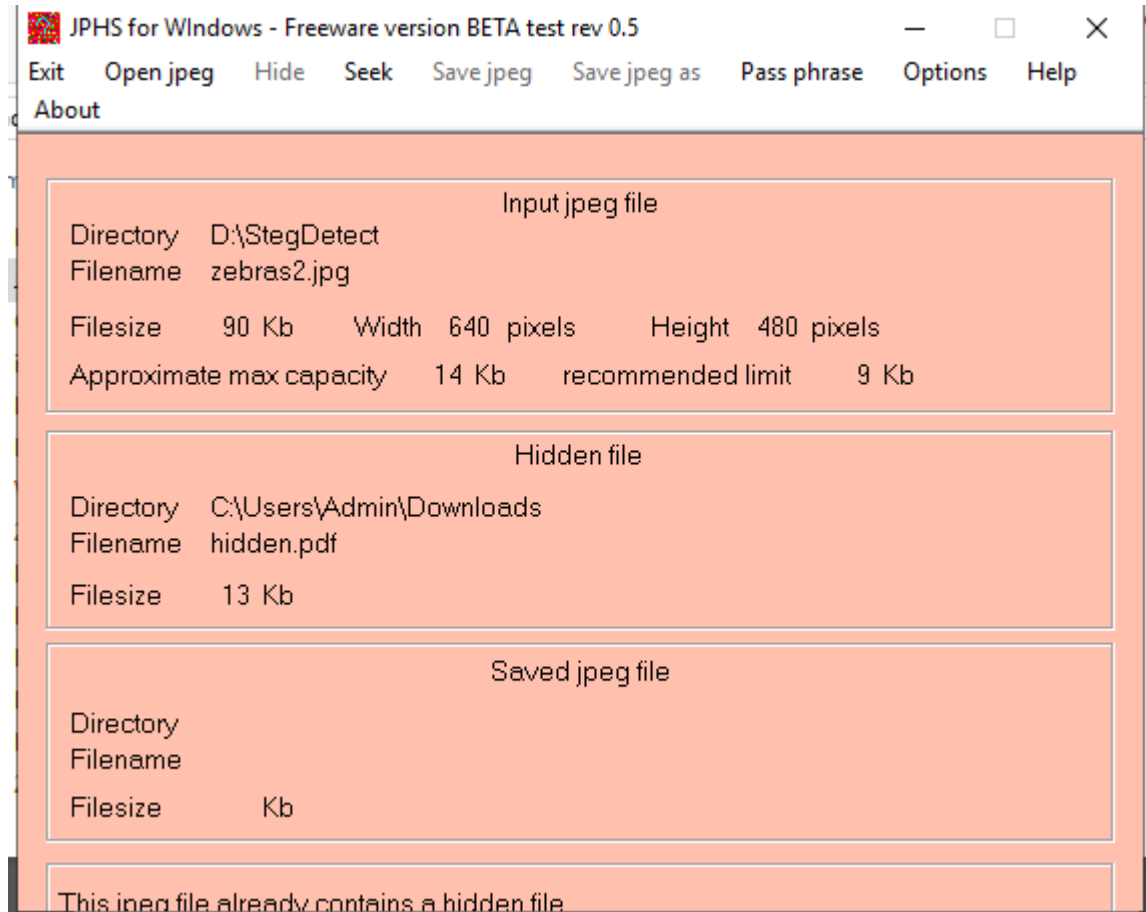 JPHS for WIndows - Freeware version BETA test rev 0.5
Exit Open jpeg Hide Seek Save jpeg Save jpeg as Pass phrase Options Help
About
Input jpeg file
Directory D:\StegDetect
Filename zebras2.jpg
Filesize 90 Kb Width 640 pixels Height 480 pixels
Approximate max capacity 14 Kb recommended limit 9 Kb
Hidden file
Directory C:\Users\Admin\Downloads
Filename hidden.pdf
Filesize 13 Kb
Saved jpeg file
Directory
Filename
Filesize Kb
This jpeg file already contains a hidden file